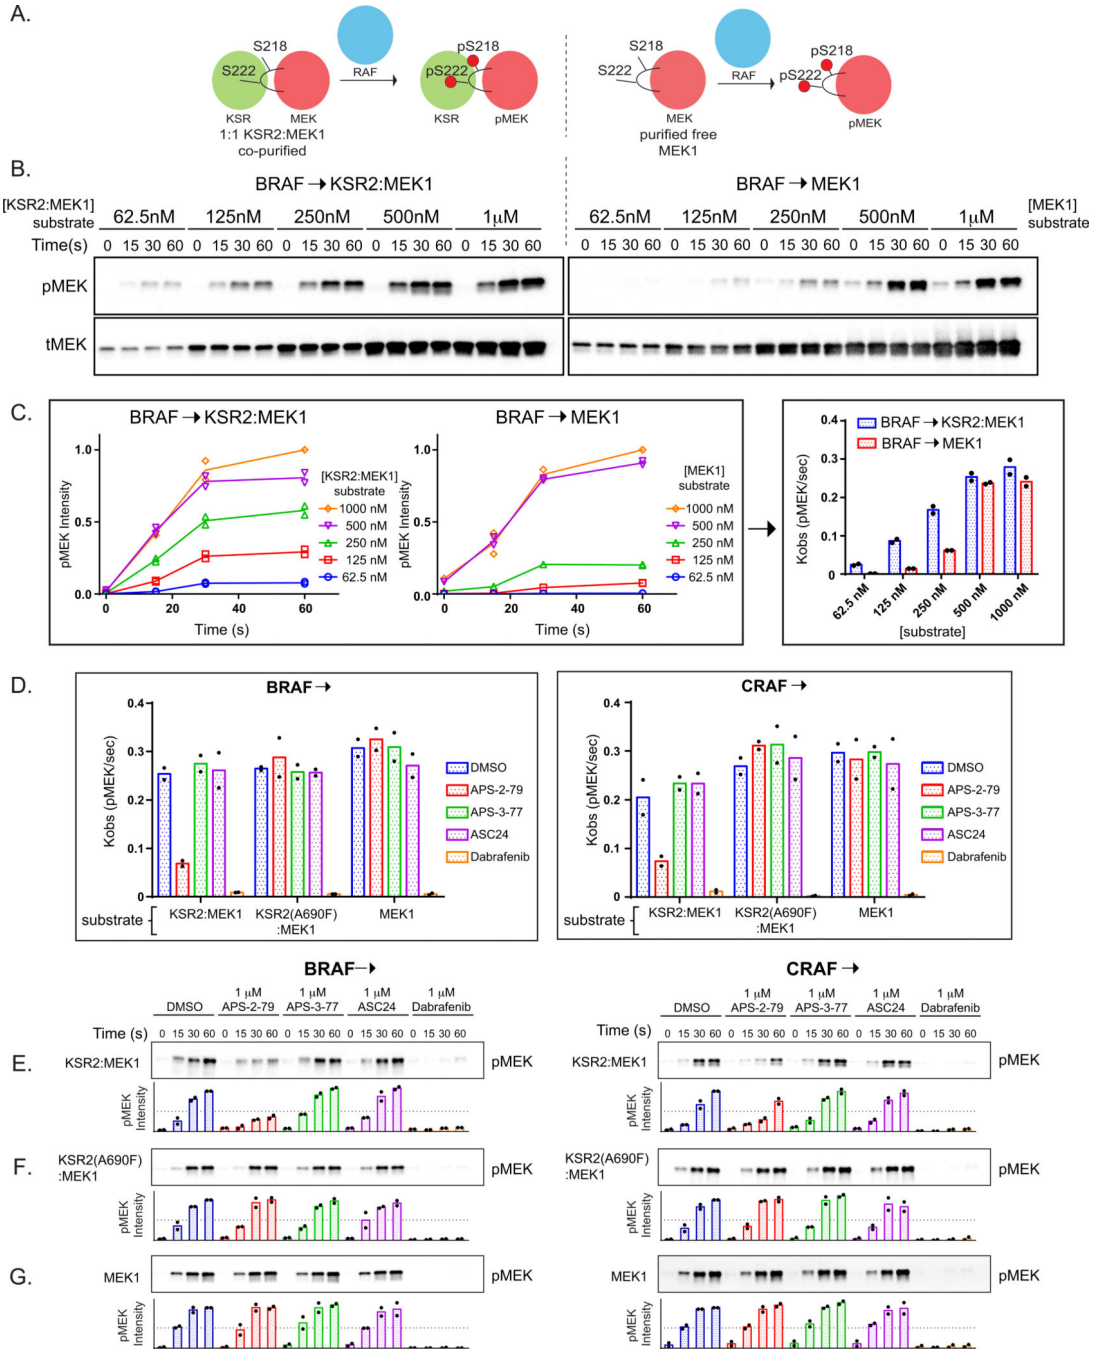 A.
S218
S222
RAF
pS218
pS222
KSR
MEK
1:1 KSR2:MEK1
co-purified
KSR
pMEK
S218
S222
RAF
pS218
pS222
MEK
purified free
MEK1
pMEK
B.
BRAF → KSR2:MEK1
BRAF → MEK1
[KSR2:MEK1]
substrate
62.5nM 125nM 250nM 500nM 1μM
62.5nM 125nM 250nM 500nM 1μM
[MEK1]
substrate
Time(s) 0 15 30 60 0 15 30 60 0 15 30 60 0 15 30 60 0 15 30 60
0 15 30 60 0 15 30 60 0 15 30 60 0 15 30 60 0 15 30 60
pMEK
tMEK
C.
BRAF → KSR2:MEK1
pMEK Intensity
1.0
0.5
0.0
0 20 40 60
Time (s)
[KSR2:MEK1]
substrate
1000 nM
500 nM
250 nM
125 nM
62.5 nM
BRAF → MEK1
pMEK Intensity
1.0
0.5
0.0
0 20 40 60
Time (s)
[MEK1]
substrate
1000 nM
500 nM
250 nM
125 nM
62.5 nM
Kobs (pMEK/sec)
0.4
0.3
0.2
0.1
0
BRAF → KSR2:MEK1
BRAF → MEK1
62.5 nM 125 nM 250 nM 500 nM 1000 nM
[substrate]
D.
BRAF →
Kobs (pMEK/sec)
0.4
0.3
0.2
0.1
0
DMSO
APS-2-79
APS-3-77
ASC24
Dabrafenib
substrate
KSR2:MEK1
KSR2(A690F)
:MEK1
MEK1
CRAF →
Kobs (pMEK/sec)
0.4
0.3
0.2
0.1
0
DMSO
APS-2-79
APS-3-77
ASC24
Dabrafenib
substrate
KSR2:MEK1
KSR2(A690F)
:MEK1
MEK1
BRAF→
CRAF →
1 μM 1 μM 1 μM 1 μM
DMSO APS-2-79 APS-3-77 ASC24 Dabrafenib
1 μM 1 μM 1 μM 1 μM
DMSO APS-2-79 APS-3-77 ASC24 Dabrafenib
Time (s) 0 15 30 60 0 15 30 60 0 15 30 60 0 15 30 60 0 15 30 60
Time (s) 0 15 30 60 0 15 30 60 0 15 30 60 0 15 30 60 0 15 30 60
E.
KSR2:MEK1
pMEK
KSR2:MEK1
pMEK
pMEK
Intensity
pMEK
Intensity
F.
KSR2(A690F)
:MEK1
pMEK
KSR2(A690F)
:MEK1
pMEK
pMEK
Intensity
pMEK
Intensity
G.
MEK1
pMEK
MEK1
pMEK
pMEK
Intensity
pMEK
Intensity